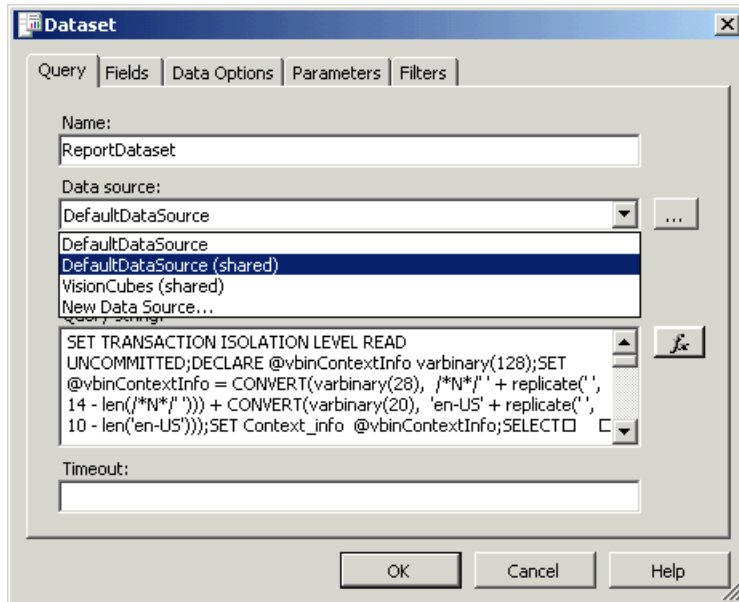 Dataset
Query Fields Data Options Parameters Filters
Name:
ReportDataset
Data source:
DefaultDataSource
...
DefaultDataSource
DefaultDataSource (shared)
VisionCubes (shared)
New Data Source...
Query string:
SET TRANSACTION ISOLATION LEVEL READ
UNCOMMITTED;DECLARE @vbinContextInfo varbinary(128);SET
@vbinContextInfo = CONVERT(varbinary(28), /*N*/' ' + replicate(' ',
14 - len(/*N*/' '))) + CONVERT(varbinary(20), 'en-US' + replicate(' ',
10 - len('en-US')));SET Context_info @vbinContextInfo;SELECT
fx
Timeout:
OK Cancel Help